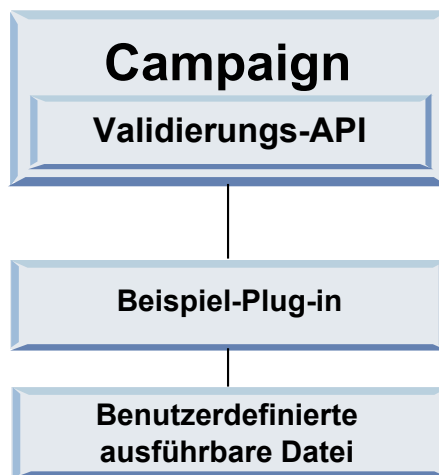 Campaign
Validierungs-API
Beispiel-Plug-in
Benutzerdefinierte
ausführbare Datei